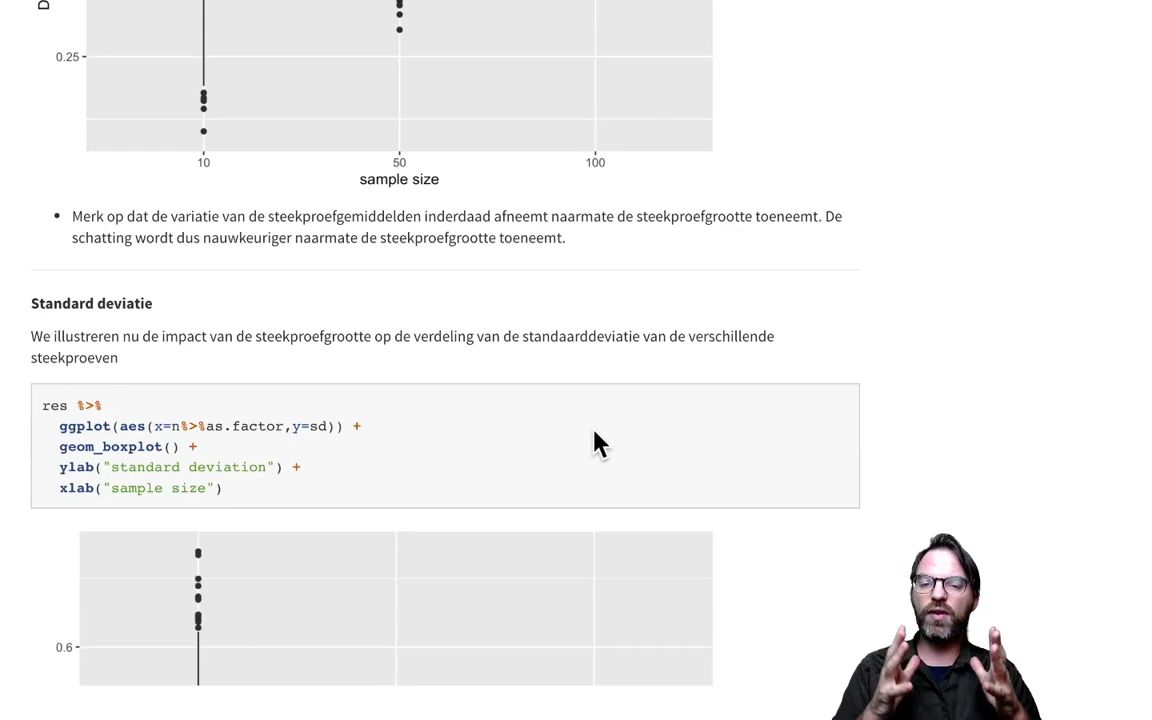 D
0.25
10 50 100
sample size
• Merk op dat de variatie van de steekproefgemiddelden inderdaad afneemt naarmate de steekproefgrootte toeneemt. De
schatting wordt dus nauwkeuriger naarmate de steekproefgrootte toeneemt.
Standard deviatie
We illustreren nu de impact van de steekproefgrootte op de verdeling van de standaarddeviatie van de verschillende
steekproeven
res %>%
ggplot(aes(x=n%>%as.factor,y=sd)) +
geom_boxplot() +
ylab("standard deviation") +
xlab("sample size")
0.6